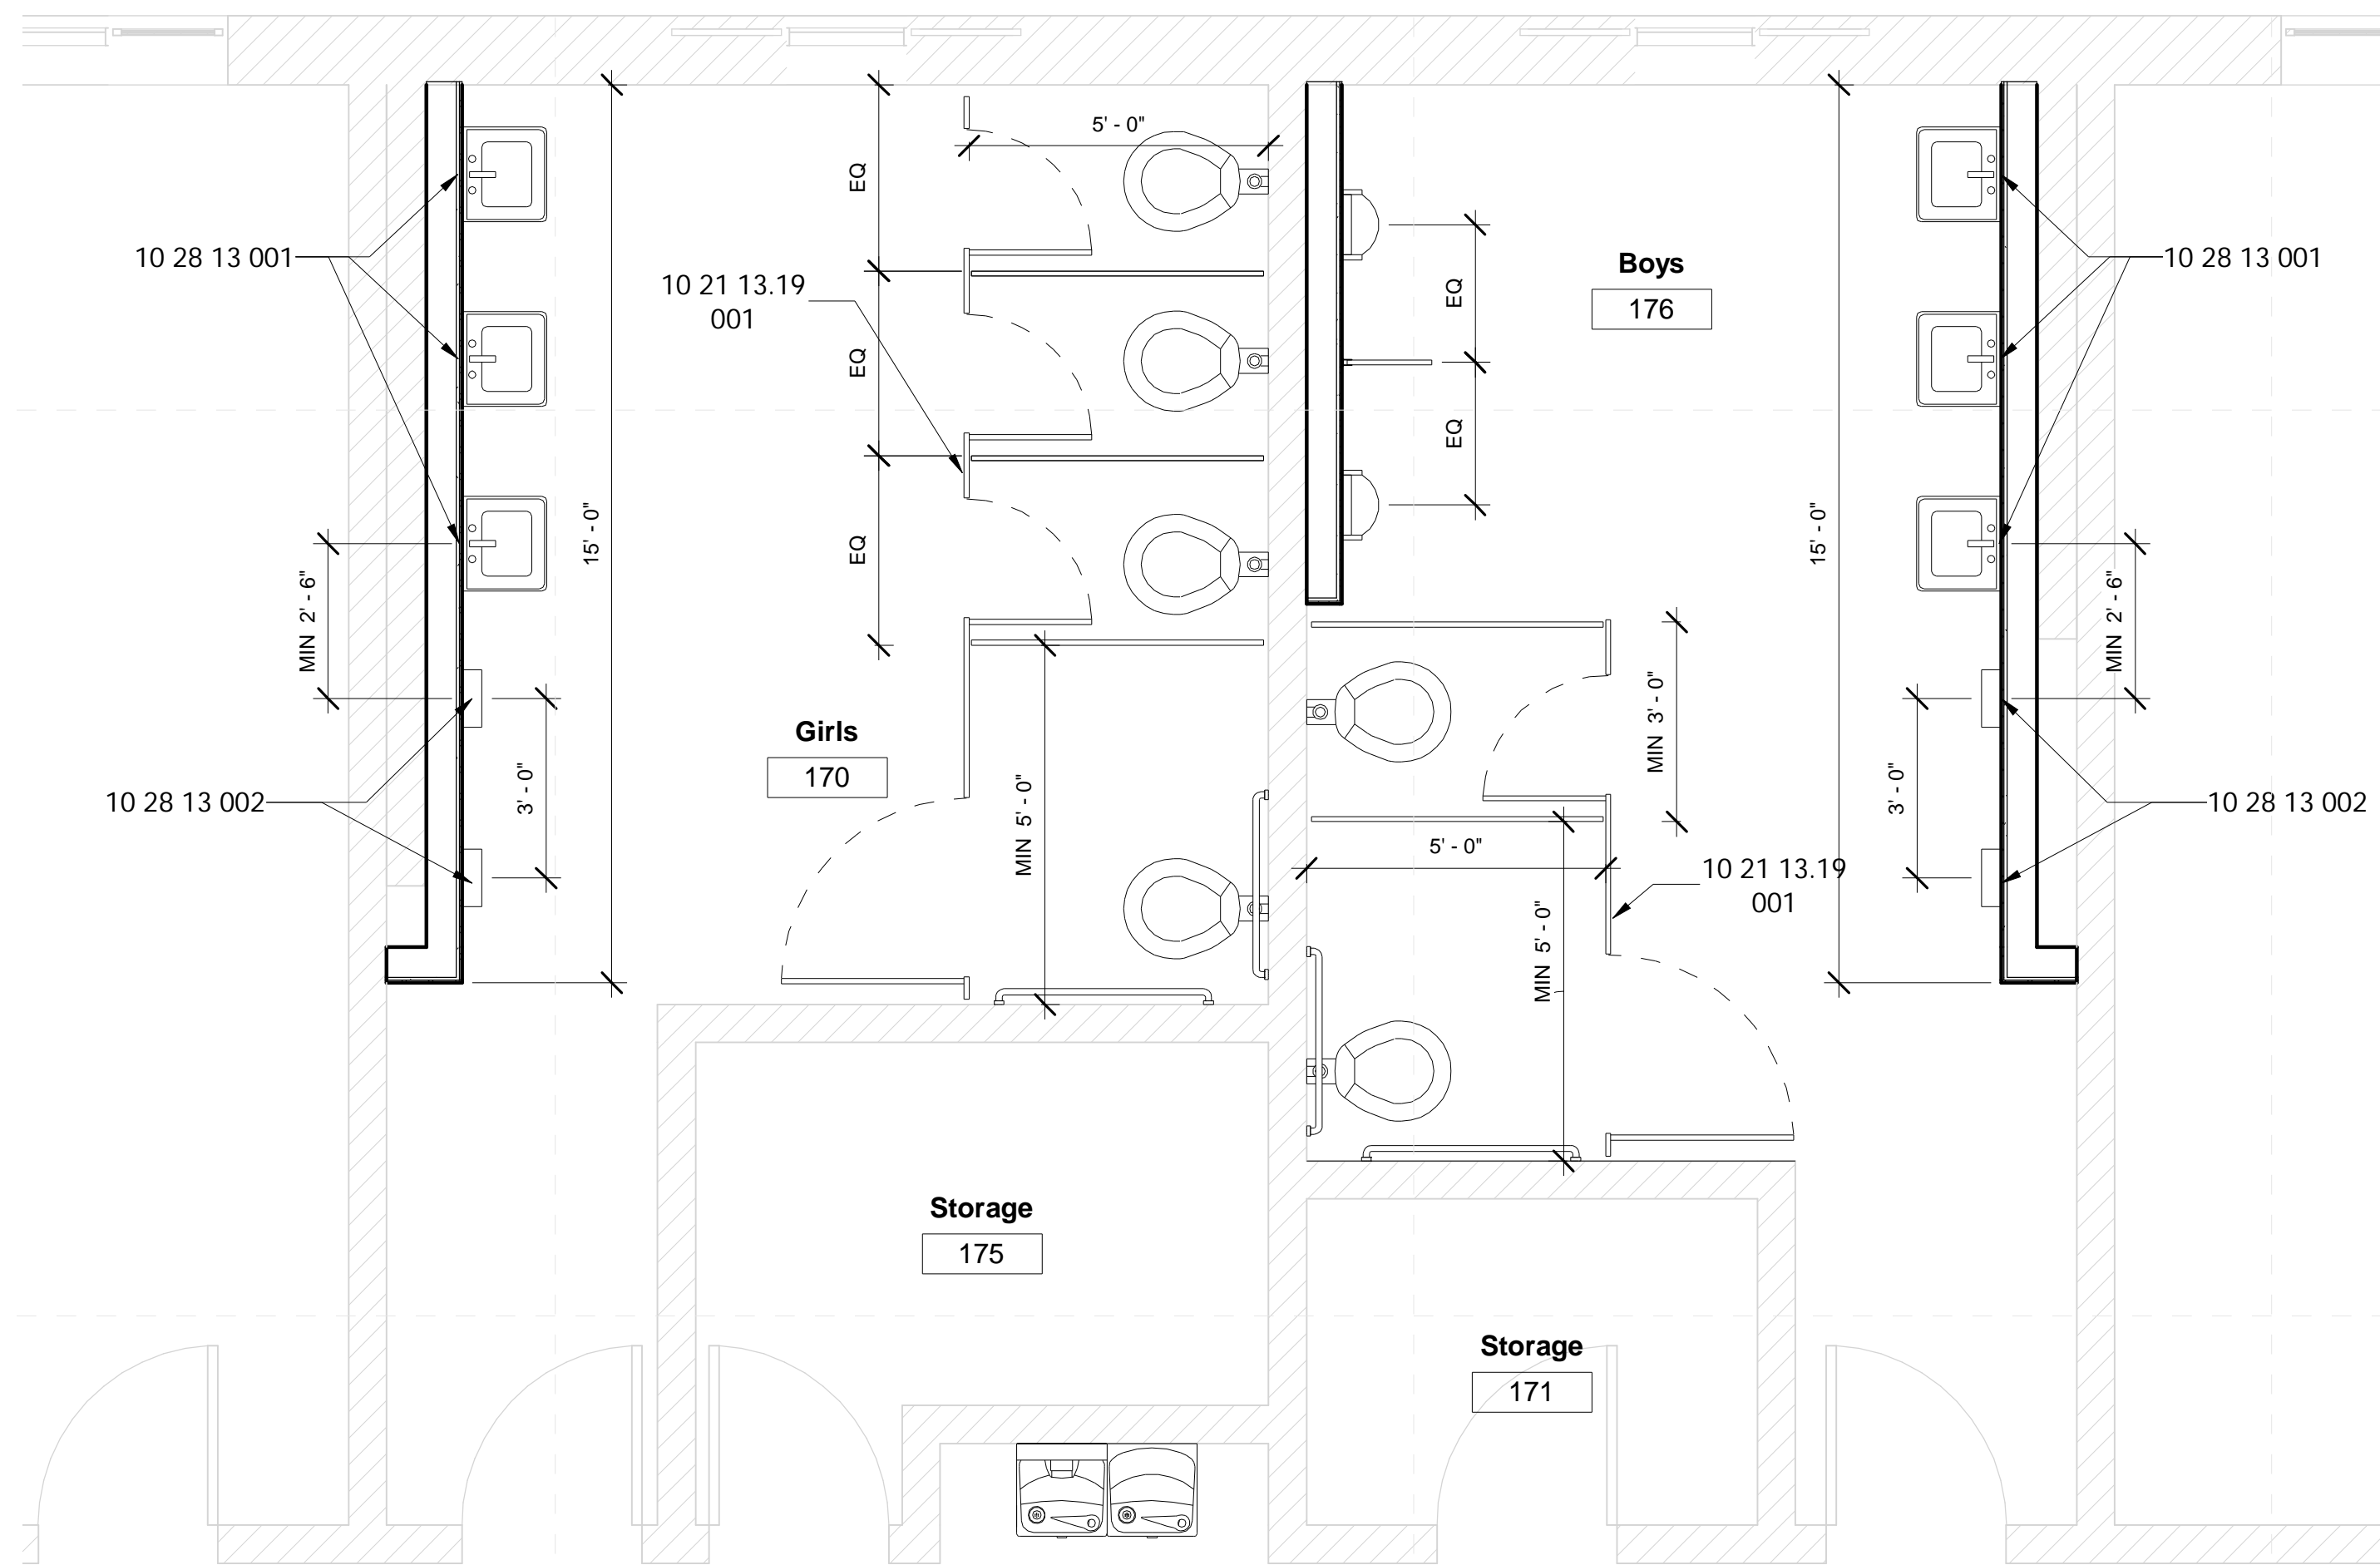 5' - 0"
EQ
10 28 13 001
10 21 13.19
001
EQ
EQ
15' - 0"
MIN  2' - 6"
Girls
170
10 28 13 002
3' - 0"
MIN  5' - 0"
Boys
176
10 28 13 001
EQ
EQ
15' - 0"
MIN  2' - 6"
MIN  3' - 0"
3' - 0"
10 28 13 002
5' - 0"
10 21 13.19
001
MIN  5' - 0"
Storage
175
Storage
171